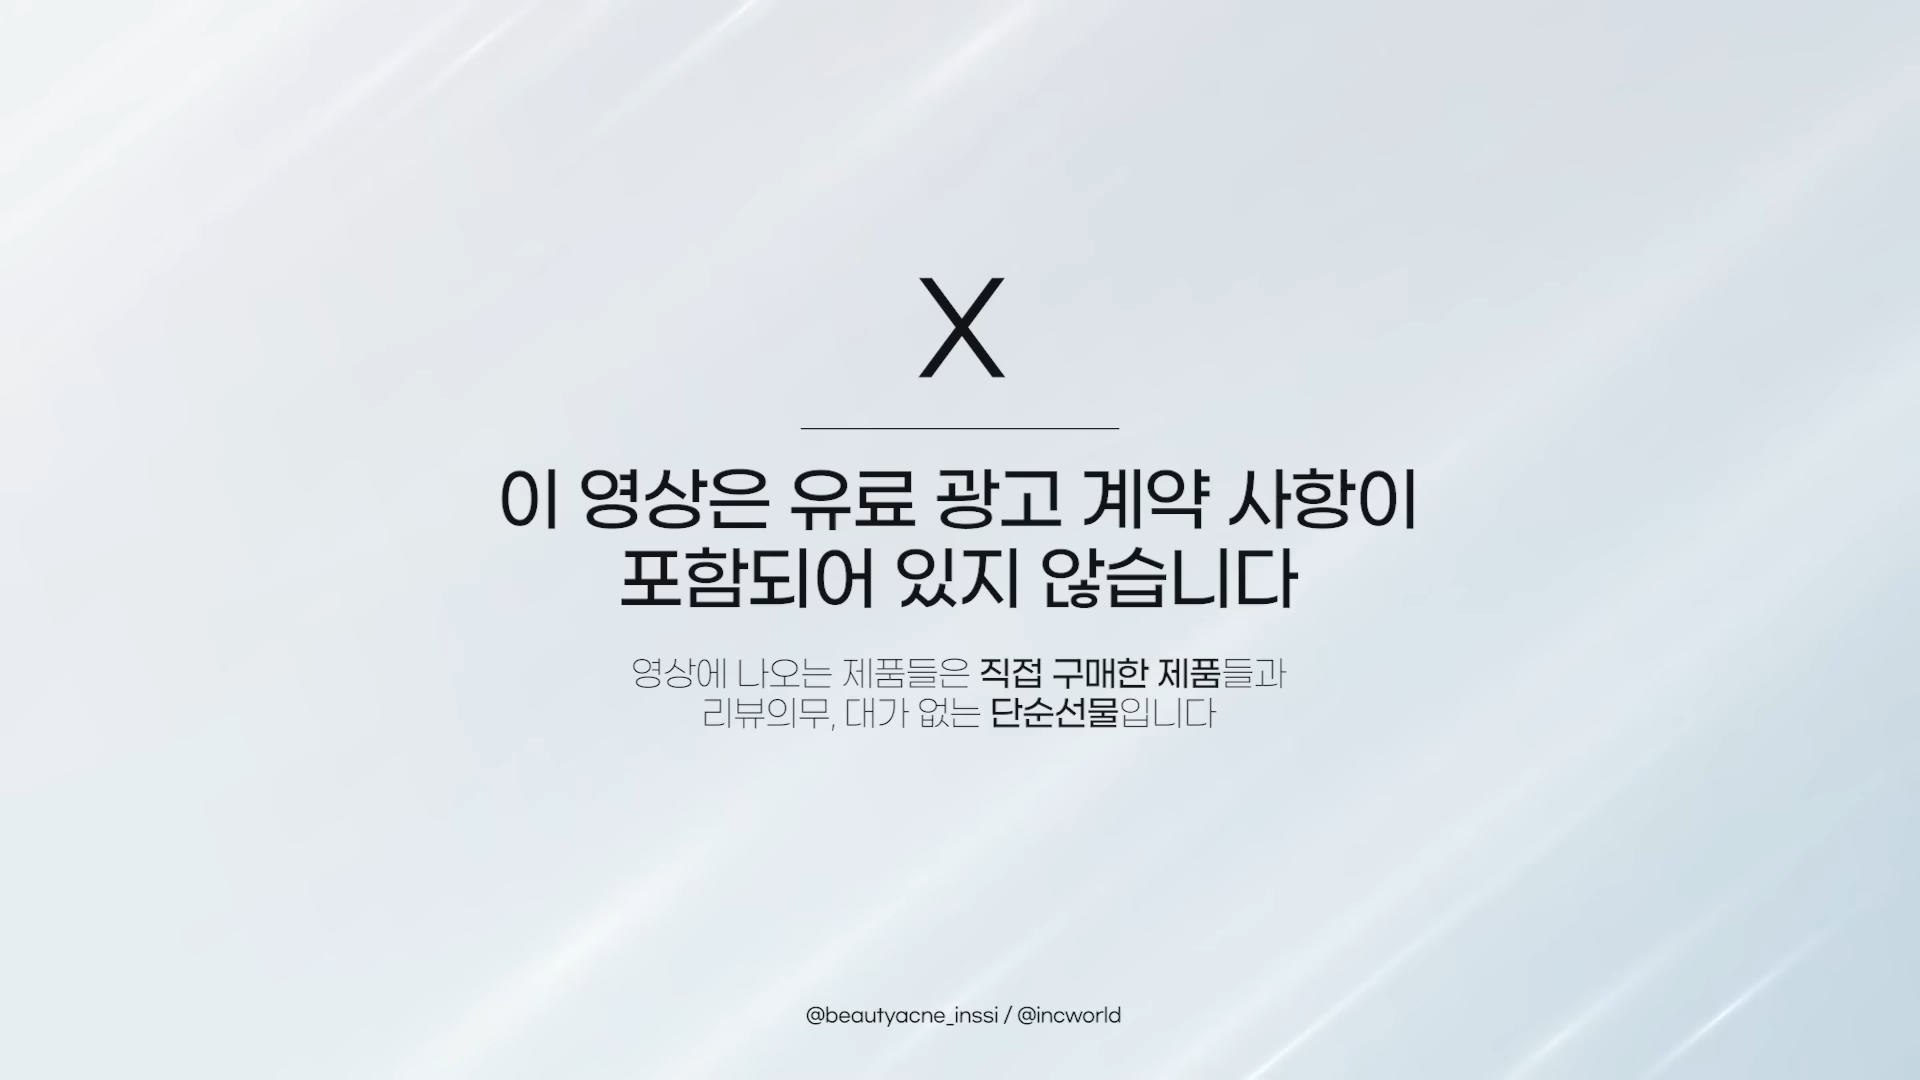 X
이 영상은 유료 광고 계약 사항이
포함되어 있지 않습니다
영상에 나오는 제품들은 직접 구매한 제품들과
리뷰의무, 대가 없는 단순선물입니다
@beautyacne_inssi / @incworld